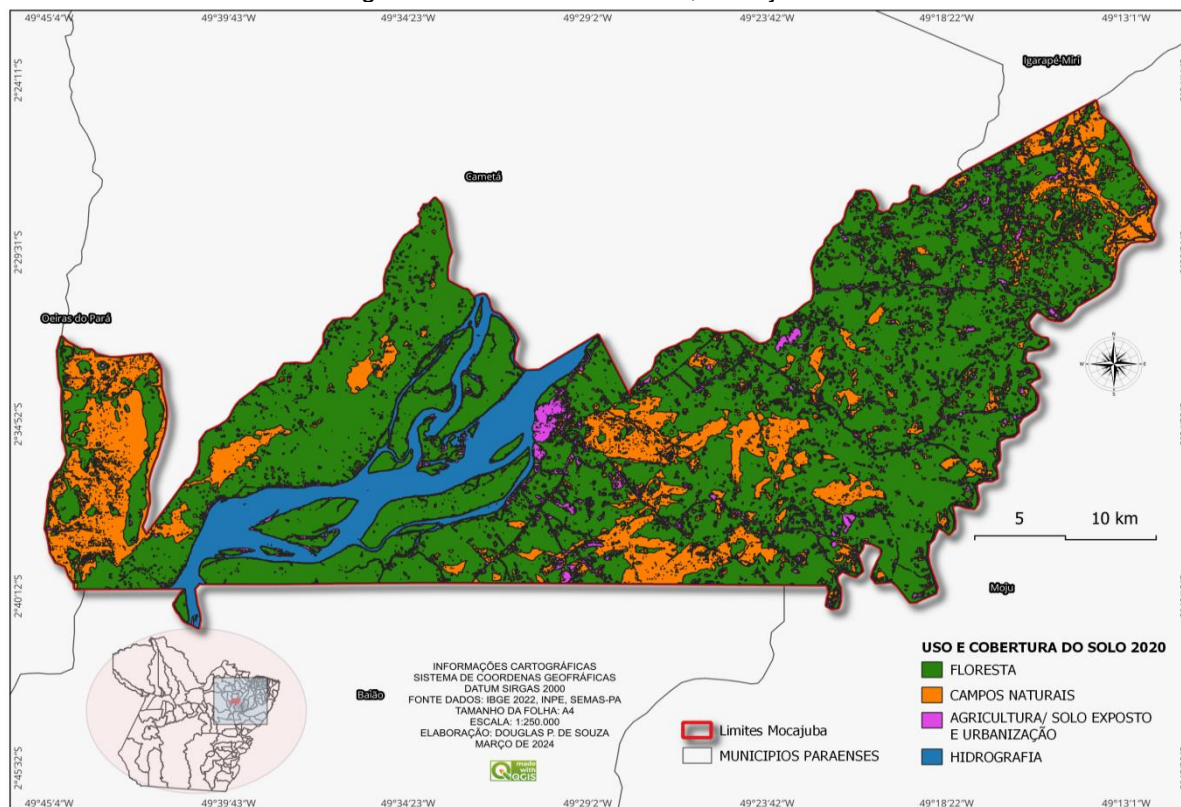 49°45'4"W 49°39'43"W 49°34'23"W 49°29'2"W 49°23'42"W 49°18'22"W 49°13'1"W
2°24'11"S
2°29'31"S
2°34'52"S
2°40'12"S
2°45'32"S
Igarapé-Miri
Cametá
Oeiras do Pará
N
W E
S
5 10 km
Moju
Baião
INFORMAÇÕES CARTOGRÁFICAS
SISTEMA DE COORDENAS GEOGRÁFICAS
DATUM SIRGAS 2000
FONTE DADOS: IBGE 2022, INPE, SEMAS-PA
TAMANHO DA FOLHA: A4
ESCALA: 1:250.000
ELABORAÇÃO: DOUGLAS P. DE SOUZA
MARÇO DE 2024
made with QGIS
Limites Mocajuba
MUNICIPIOS PARAENSES
USO E COBERTURA DO SOLO 2020
FLORESTA
CAMPOS NATURAIS
AGRICULTURA/ SOLO EXPOSTO
E URBANIZAÇÃO
HIDROGRAFIA
49°45'4"W 49°39'43"W 49°34'23"W 49°29'2"W 49°23'42"W 49°18'22"W 49°13'1"W